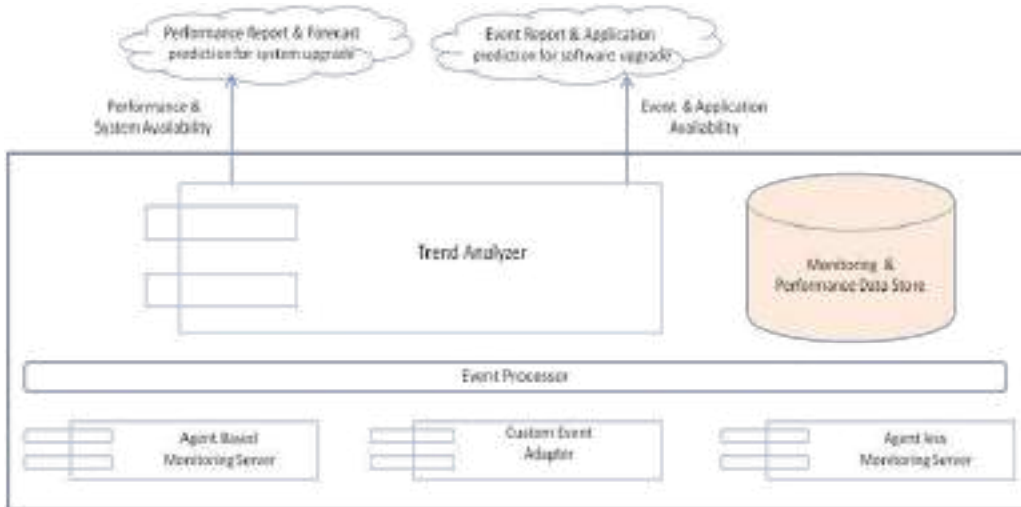 Performance Report & Forecast
prediction for system upgrade
Event Report & Application
prediction for software upgrade
Performance &
System Availability
Event & Application
Availability
Trend Analyzer
Monitoring &
Performance Data Store
Event Processor
Agent Based
Monitoring Server
Custom Event
Adapter
Agent less
Monitoring Server